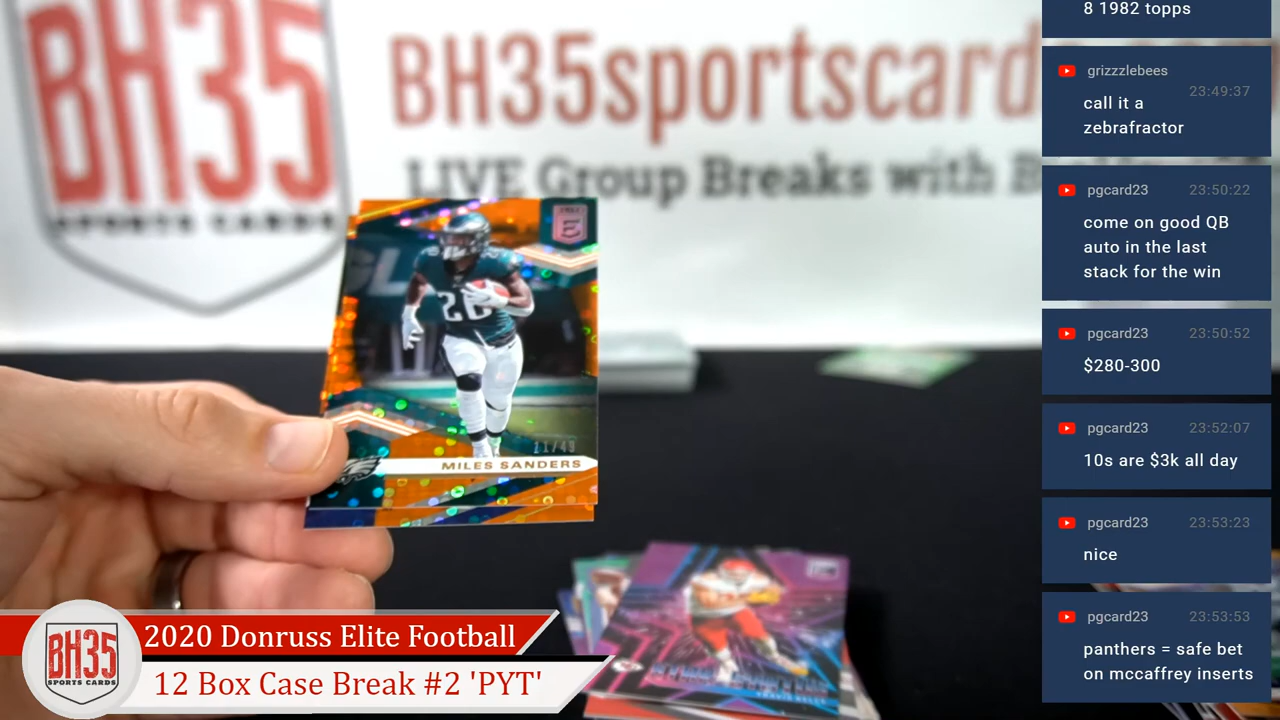 BH35
SPORTS CARDS
BH35sportscard
LIVE Group Breaks with
E
26
11/49
MILES SANDERS
BH35
SPORTS CARDS
2020 Donruss Elite Football
12 Box Case Break #2 'PYT'
8 1982 topps
grizzzlebees
23:49:37
call it a
zebrafractor
pgcard23 23:50:22
come on good QB
auto in the last
stack for the win
pgcard23 23:50:52
$280-300
pgcard23 23:52:07
10s are $3k all day
pgcard23 23:53:23
nice
pgcard23 23:53:53
panthers = safe bet
on mccaffrey inserts